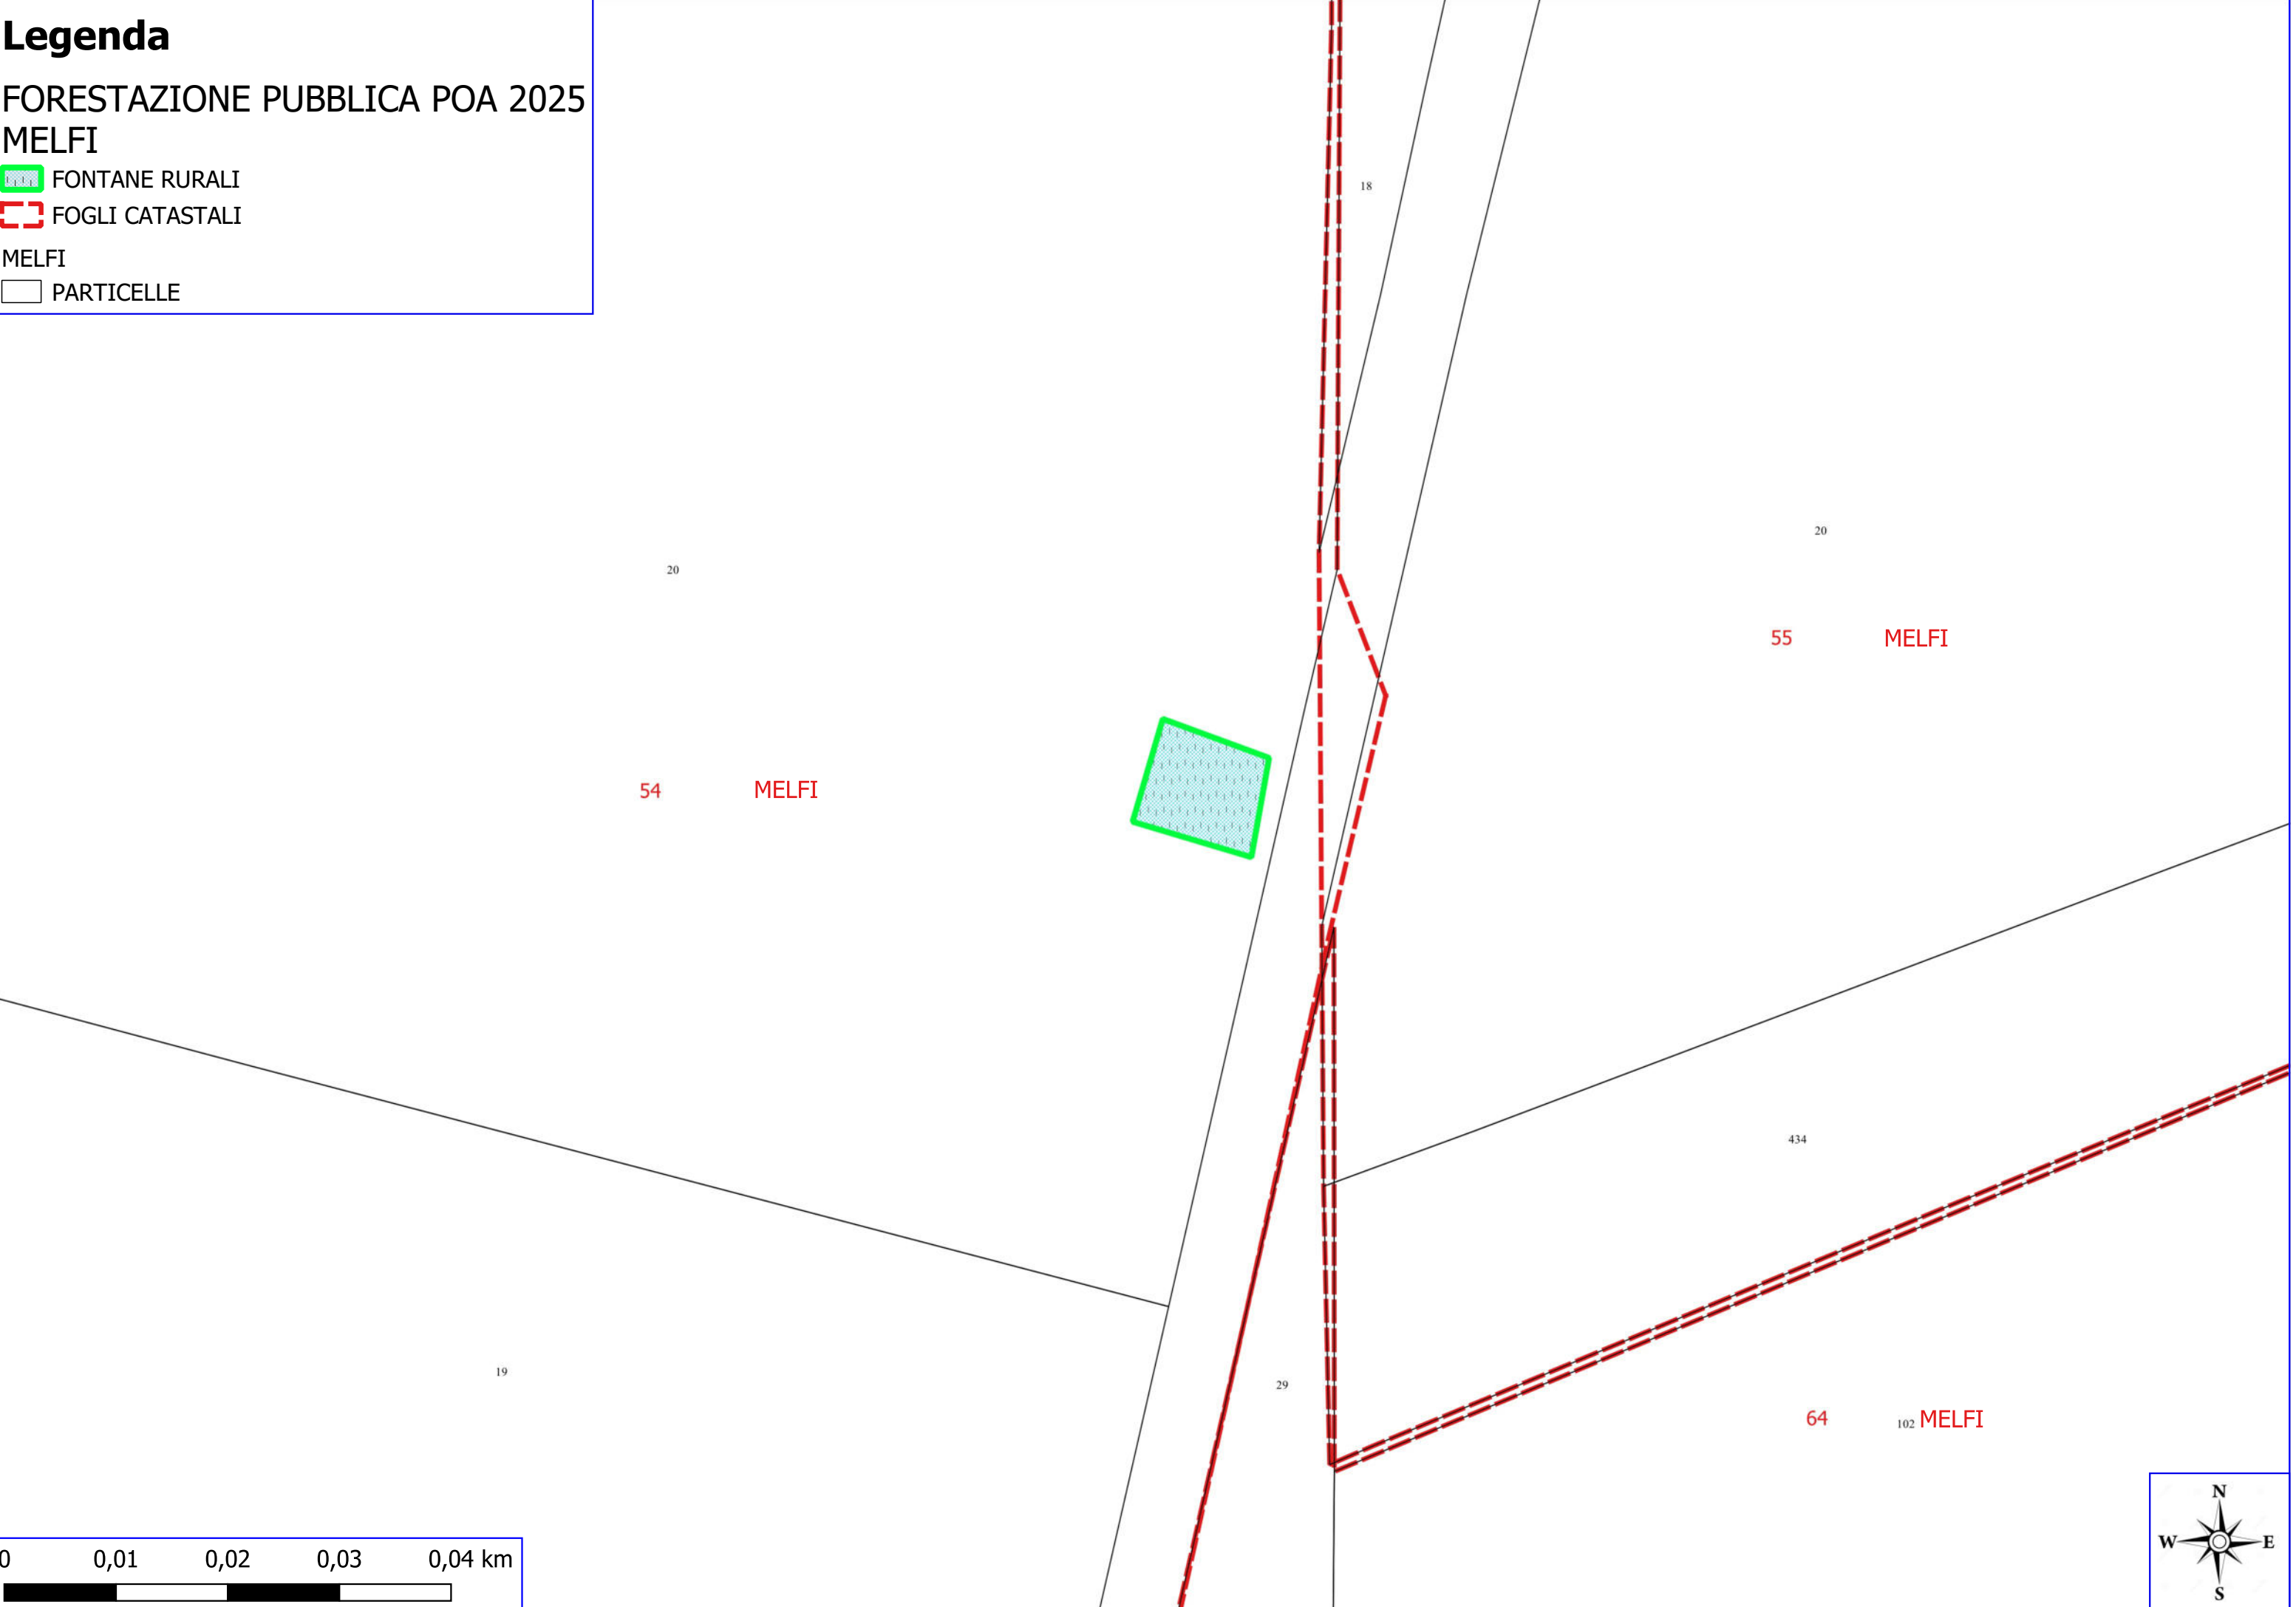 Legenda
FORESTAZIONE PUBBLICA POA 2025
MELFI
FONTANE RURALI
FOGLI CATASTALI
MELFI
PARTICELLE
18
20
20
55 MELFI
54 MELFI
434
19
29
64 102 MELFI
0 0,01 0,02 0,03 0,04 km
N
W E
S